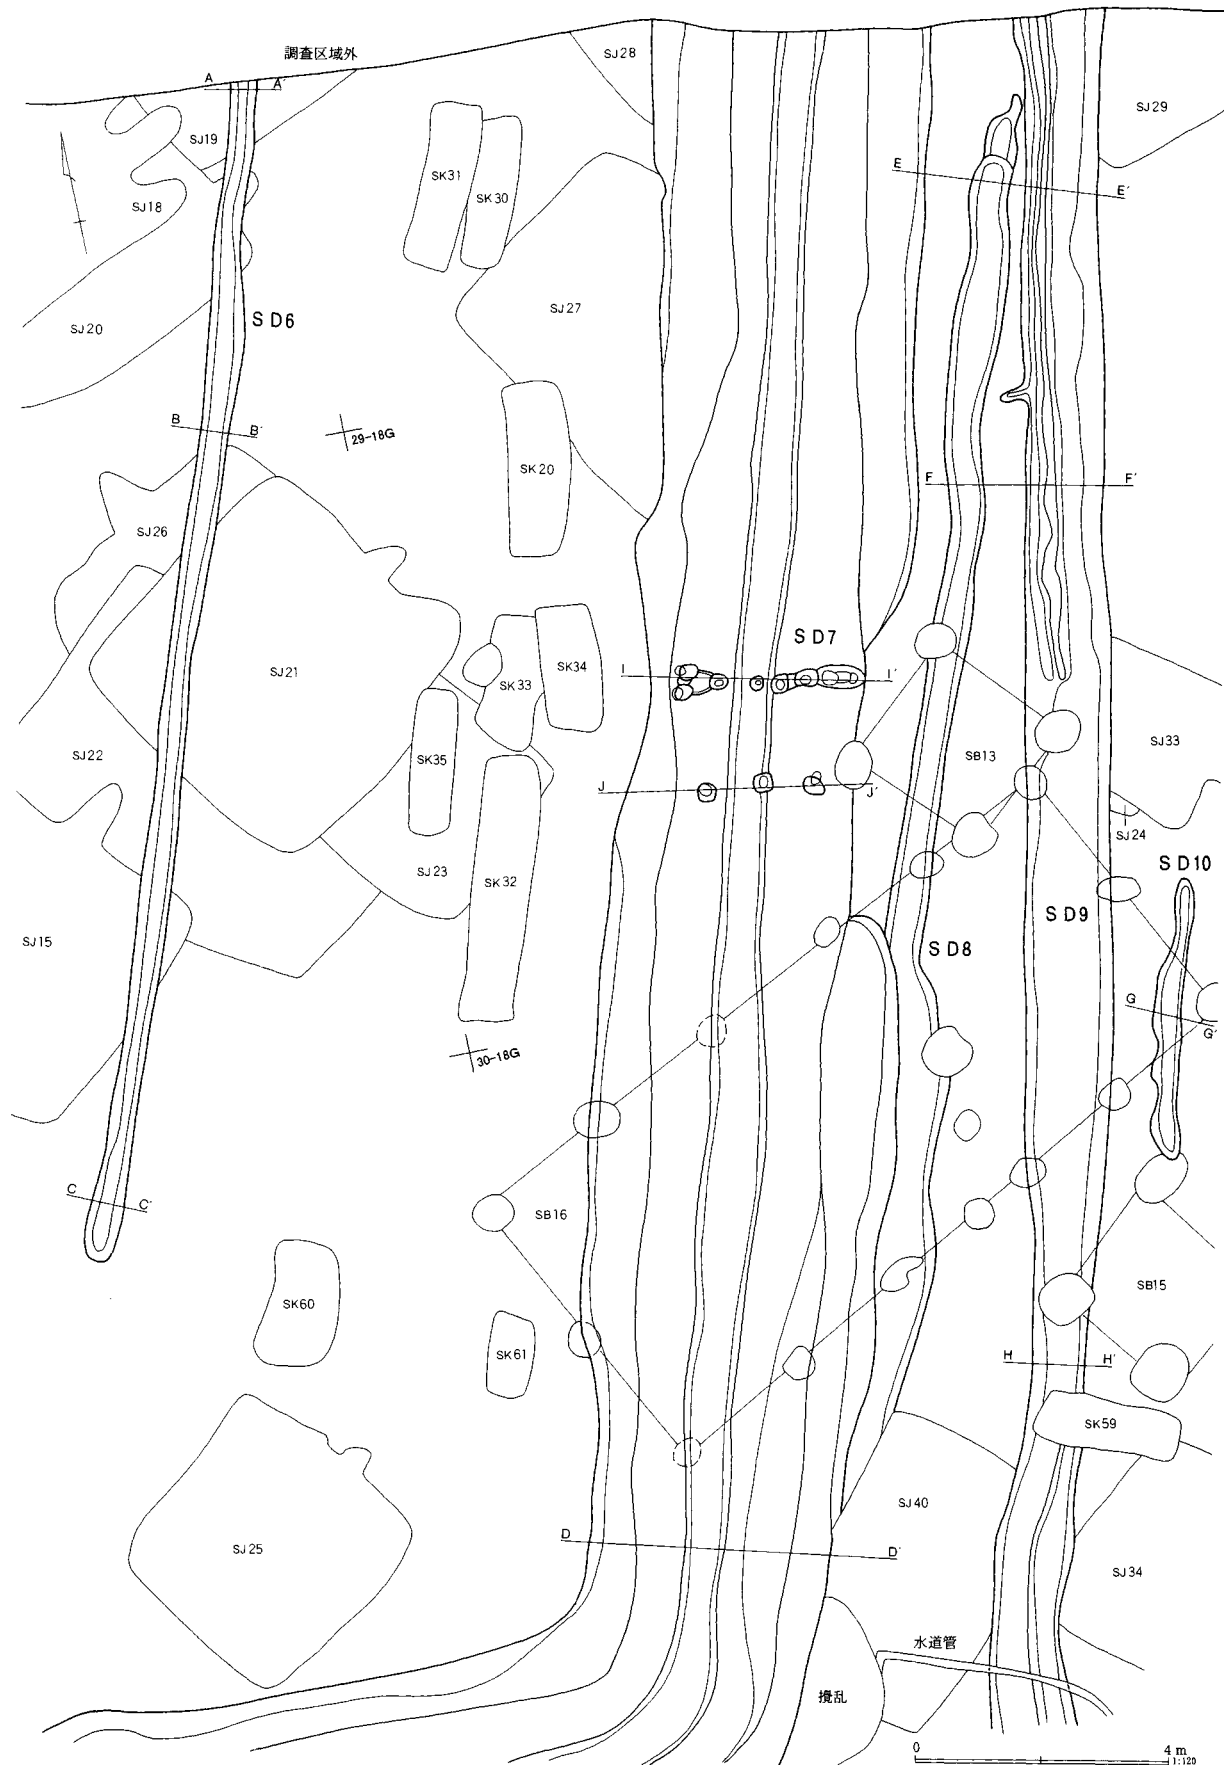 調査区域外
SJ28
A
A'
SJ19
SJ29
SK31
SK30
E
E'
SJ18
SJ20
SD6
SJ27
B
B'
29-18G
SK20
F
F'
SJ26
SD7
SJ21
SK33
SK34
I
I'
SJ22
SK35
SB13
SJ33
J
J'
SJ24
SJ23
SK32
SD10
SJ15
SD9
SD8
G
G'
30-18G
C
C'
SB16
SB15
SK60
SK61
H
H'
SK59
SJ40
SJ25
D
D'
SJ34
水道管
攪乱
0
4m
1:120